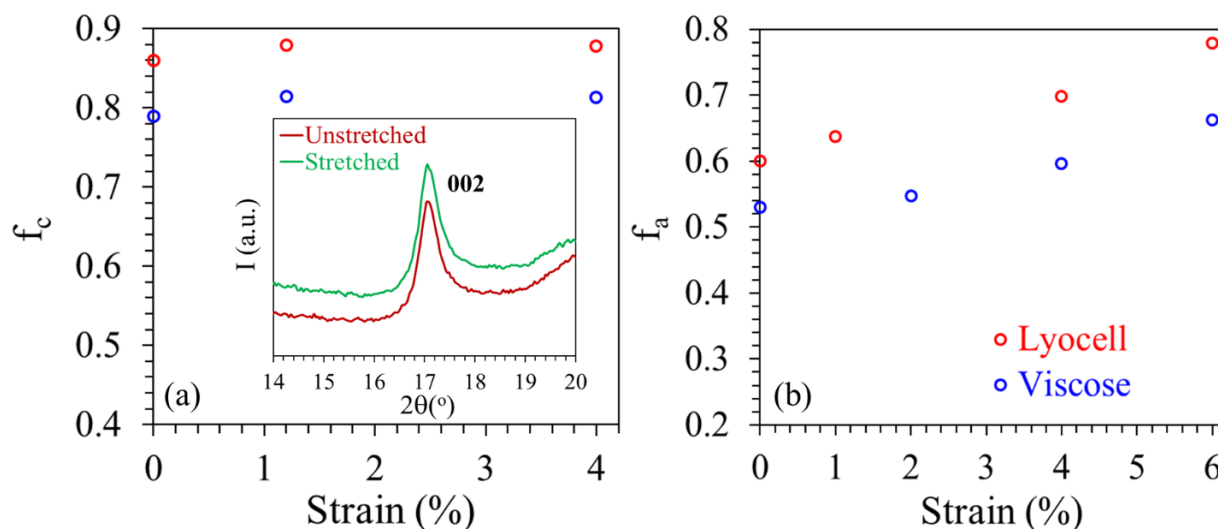 0.9
0.8
0.7
0.6
0.5
0.4
f_c
0 1 2 3 4
Strain (%)
(a)
Unstretched
Stretched
002
I (a.u.)
14 15 16 17 18 19 20
2θ(º)
0.8
0.7
0.6
0.5
0.4
0.3
0.2
f_a
0 1 2 3 4 5 6
Strain (%)
(b)
Lyocell
Viscose